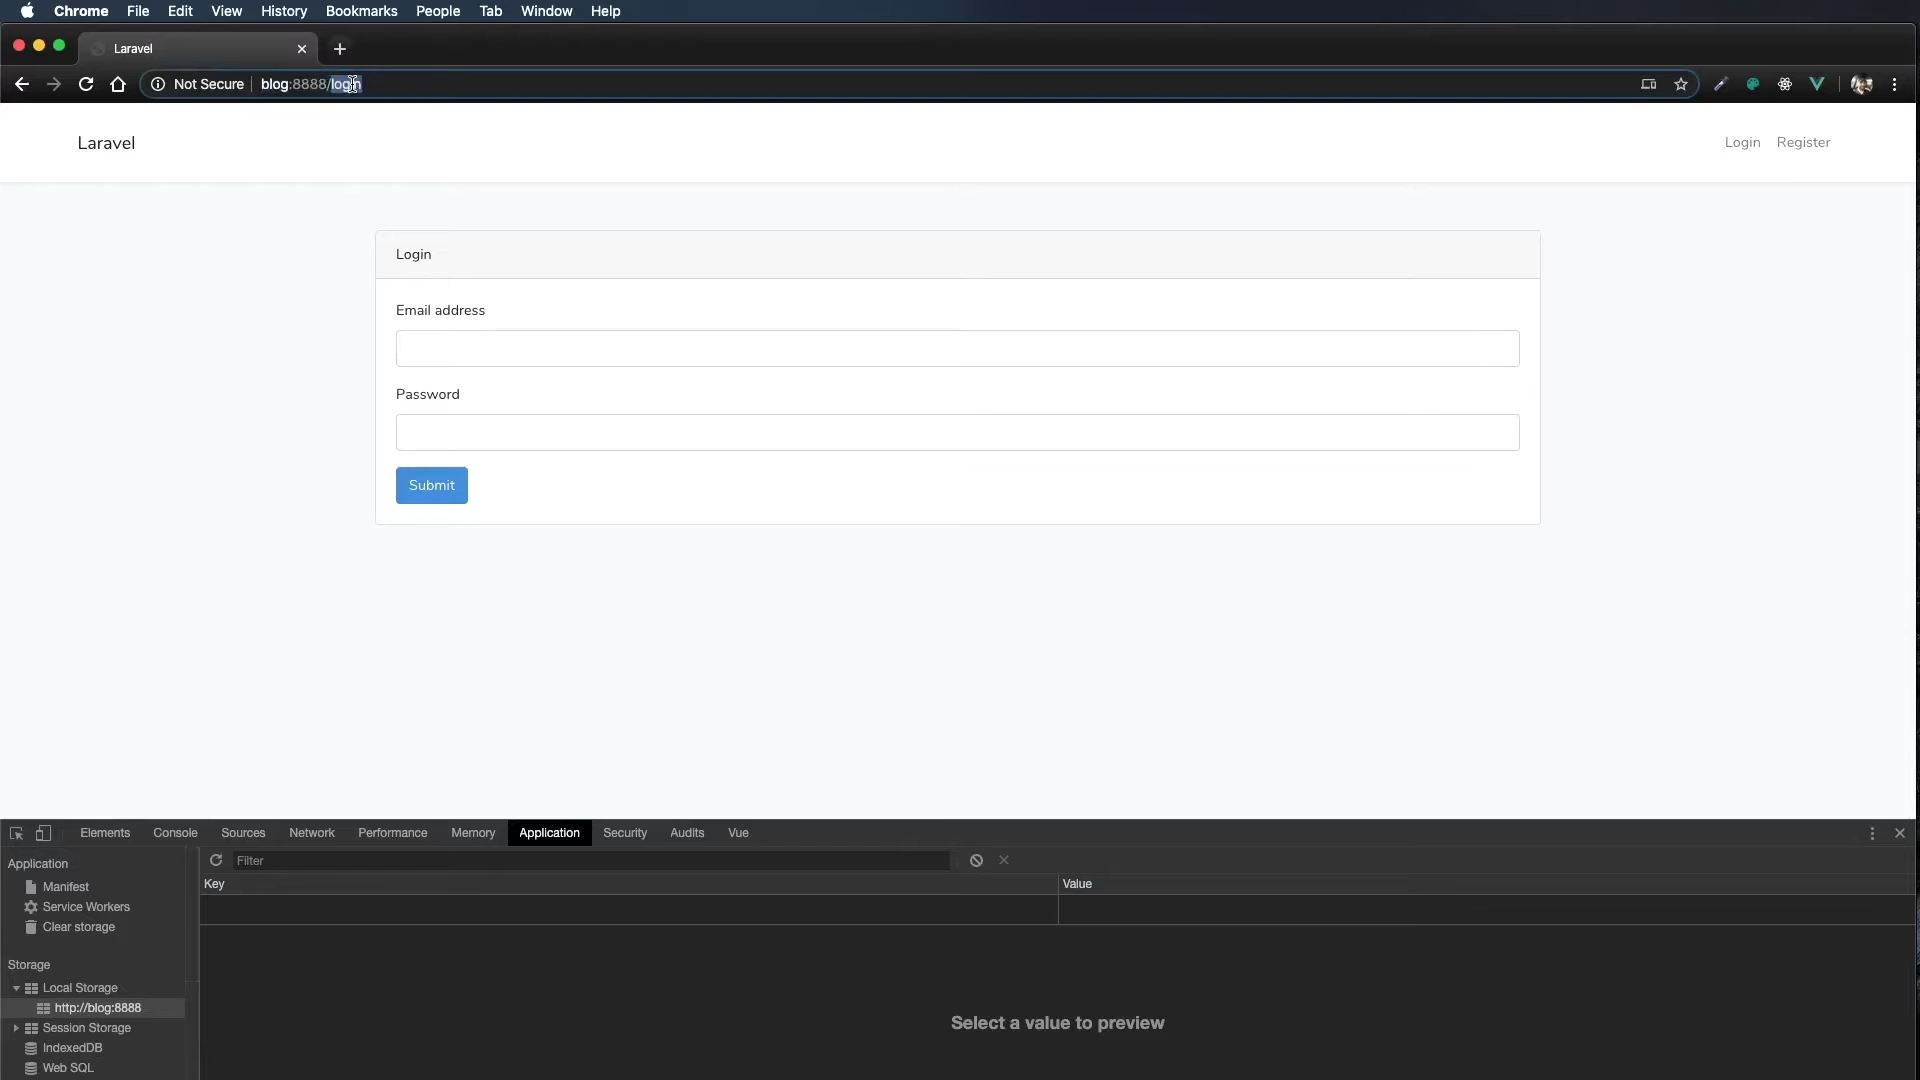 Chrome File Edit View History Bookmarks People Tab Window Help
Laravel
Not Secure blog:8888/login
Laravel Login Register
Login
Email address
Password
Submit
Elements Console Sources Network Performance Memory Application Security Audits Vue
Application Filter
Key Value
Manifest
Service Workers
Clear storage
Storage
Local Storage
http://blog:8888
Session Storage
IndexedDB
Web SQL
Select a value to preview